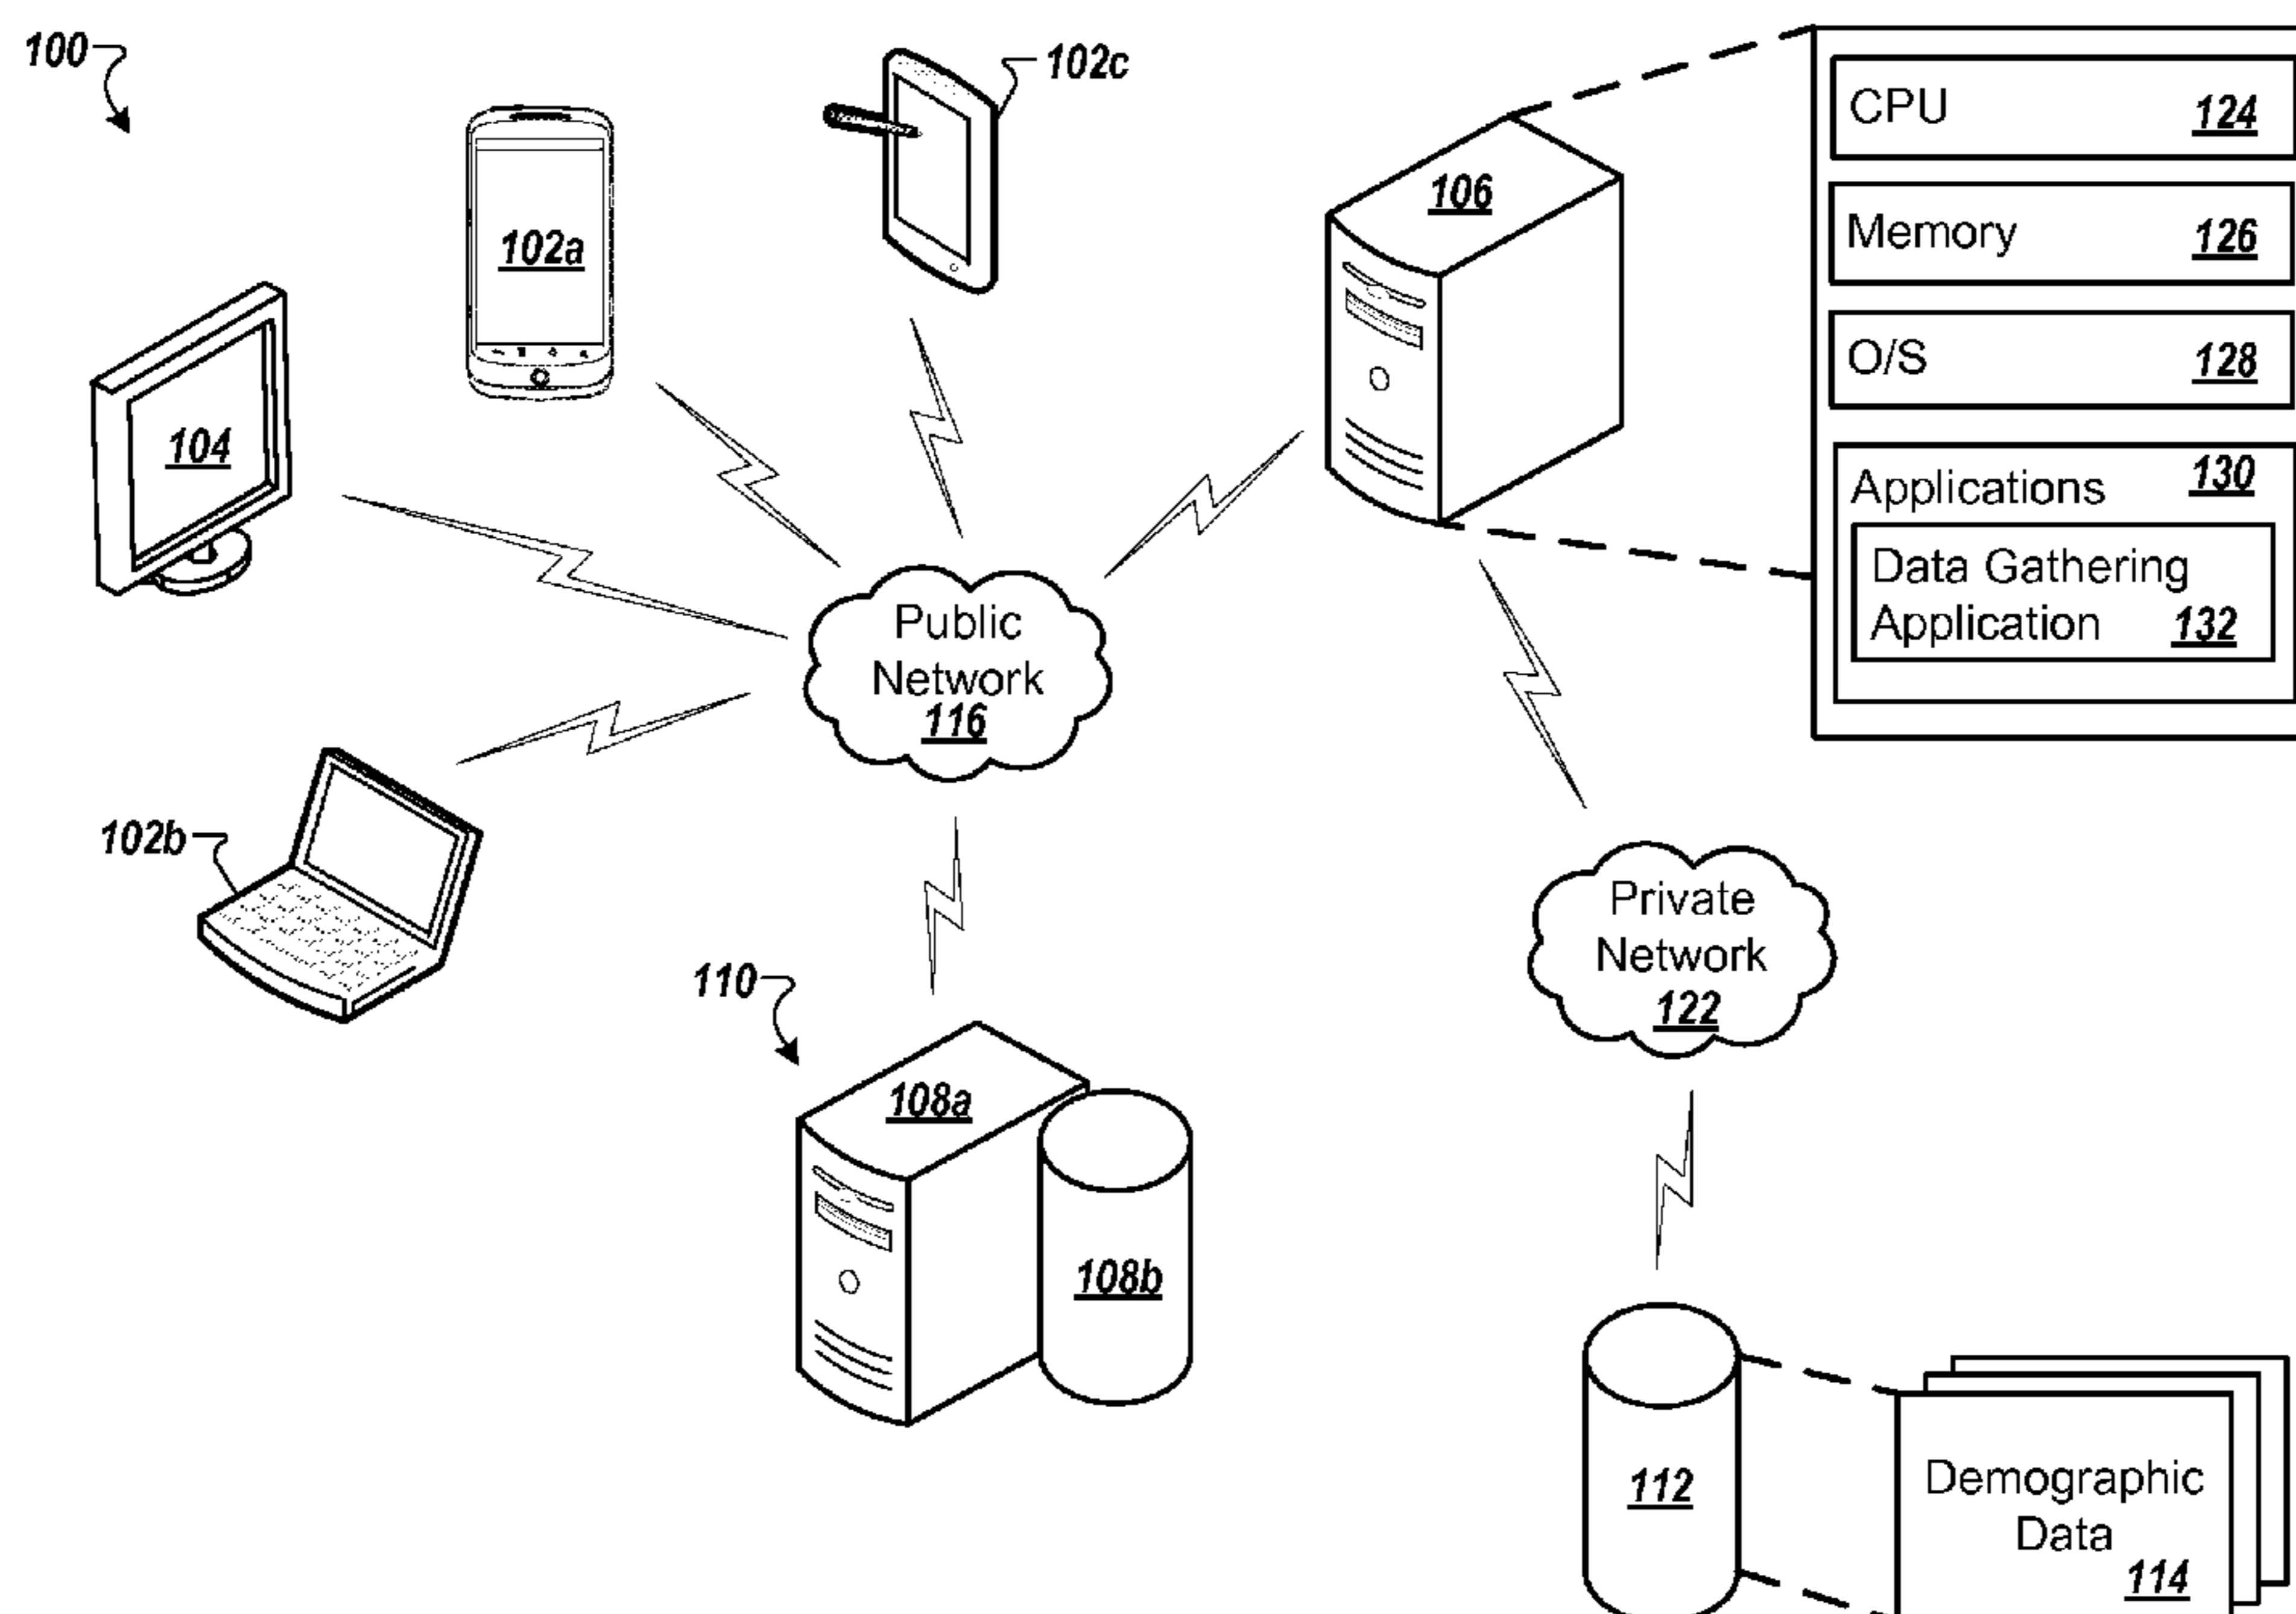 100
102c
102a
104
106
CPU 124
Memory 126
O/S 128
Applications 130
Data Gathering
Application 132
Public
Network
116
102b
Private
Network
122
110
108a
108b
112
Demographic
Data
114